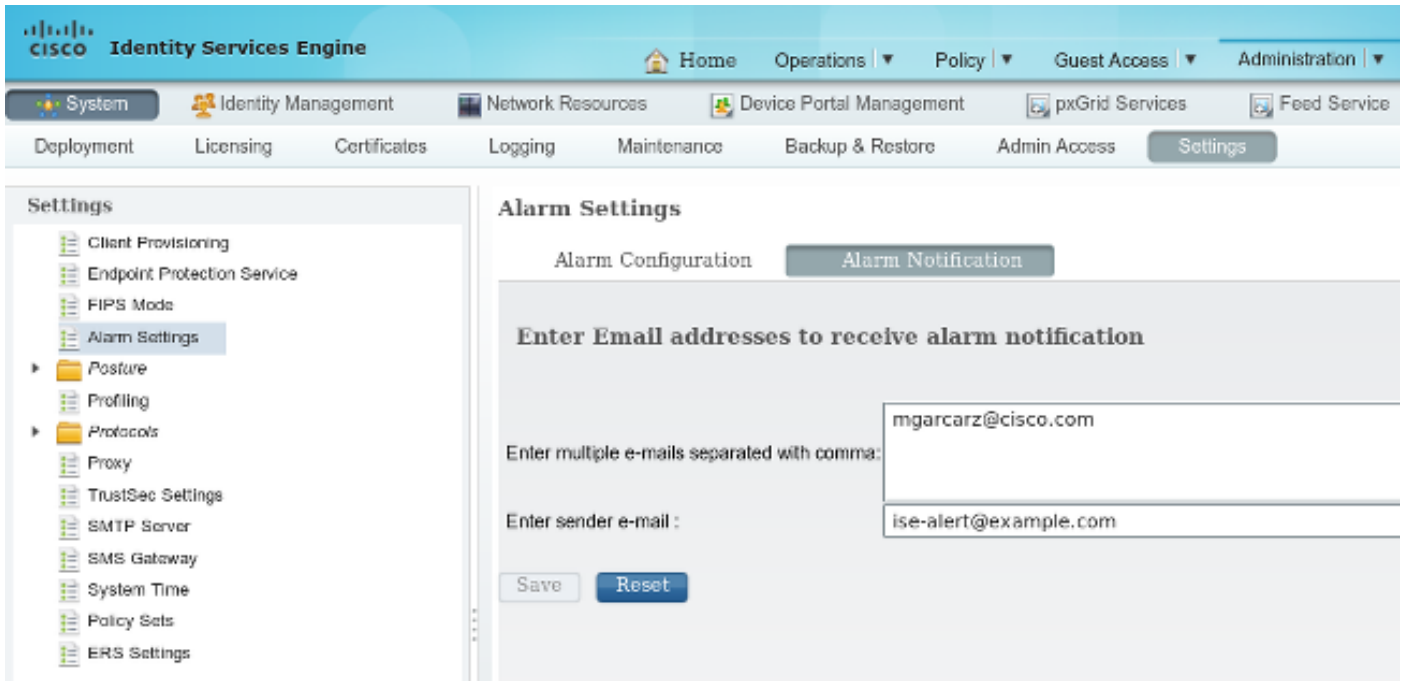 CISCO Identity Services Engine
Home Operations Policy Guest Access Administration
System Identity Management Network Resources Device Portal Management pxGrid Services Feed Service
Deployment Licensing Certificates Logging Maintenance Backup & Restore Admin Access Settings
Settings
Client Provisioning
Endpoint Protection Service
FIPS Mode
Alarm Settings
Posture
Profiling
Protocols
Proxy
TrustSec Settings
SMTP Server
SMS Gateway
System Time
Policy Sets
ERS Settings
Alarm Settings
Alarm Configuration Alarm Notification
Enter Email addresses to receive alarm notification
Enter multiple e-mails separated with comma: mgarcarz@cisco.com
Enter sender e-mail : ise-alert@example.com
Save Reset